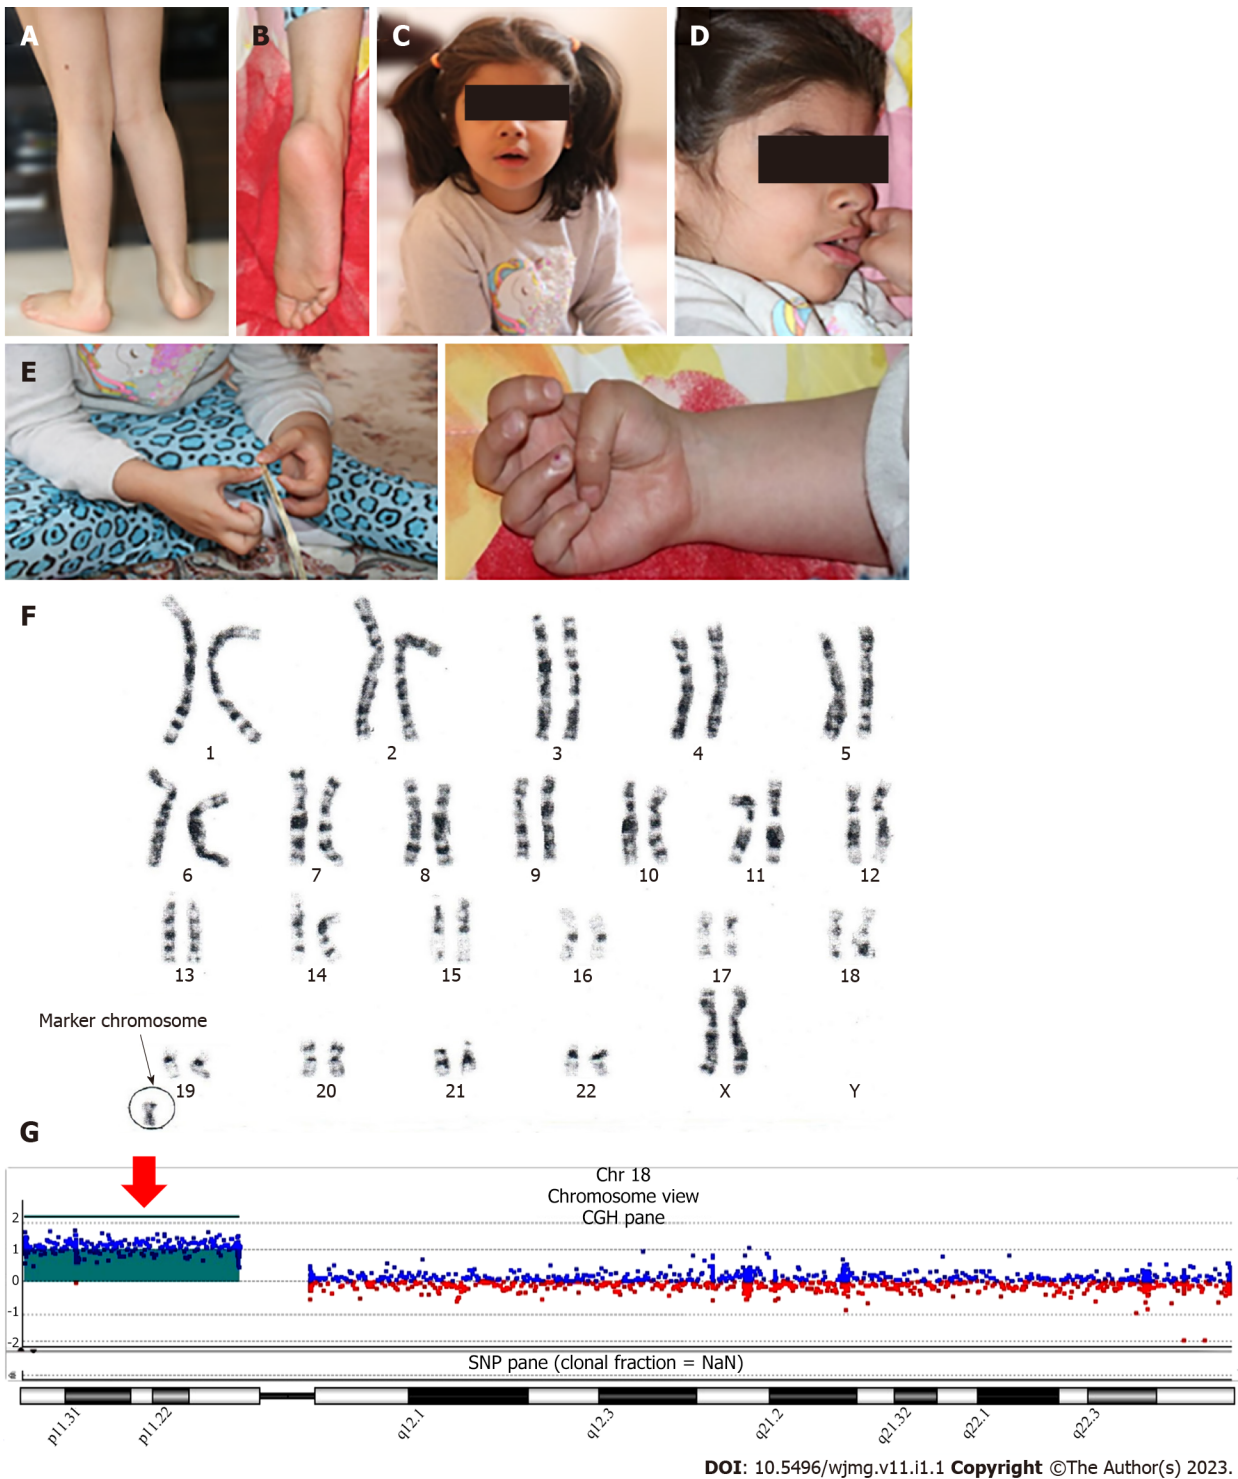 A
B
C
D
E
F
1 2 3 4 5
6 7 8 9 10 11 12
13 14 15 16 17 18
Marker chromosome
19 20 21 22 X Y
G
Chr 18
Chromosome view
CGH pane
2
1
0
-1
-2
SNP pane (clonal fraction = NaN)
p11.31 p11.22 q12.1 q12.3 q21.2 q21.32 q22.1 q22.3
DOI: 10.5496/wjmg.v11.i1.1 Copyright ©The Author(s) 2023.